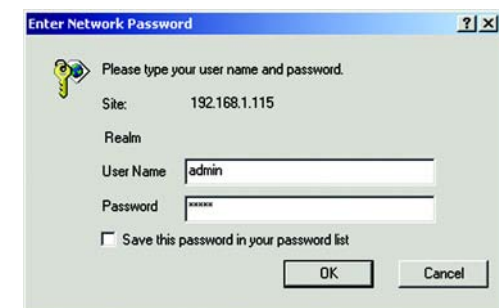 Enter Network Password
? ×
Please type your user name and password.
Site: 192.168.1.115
Realm
User Name admin
Password xxxxx
Save this password in your password list
OK Cancel